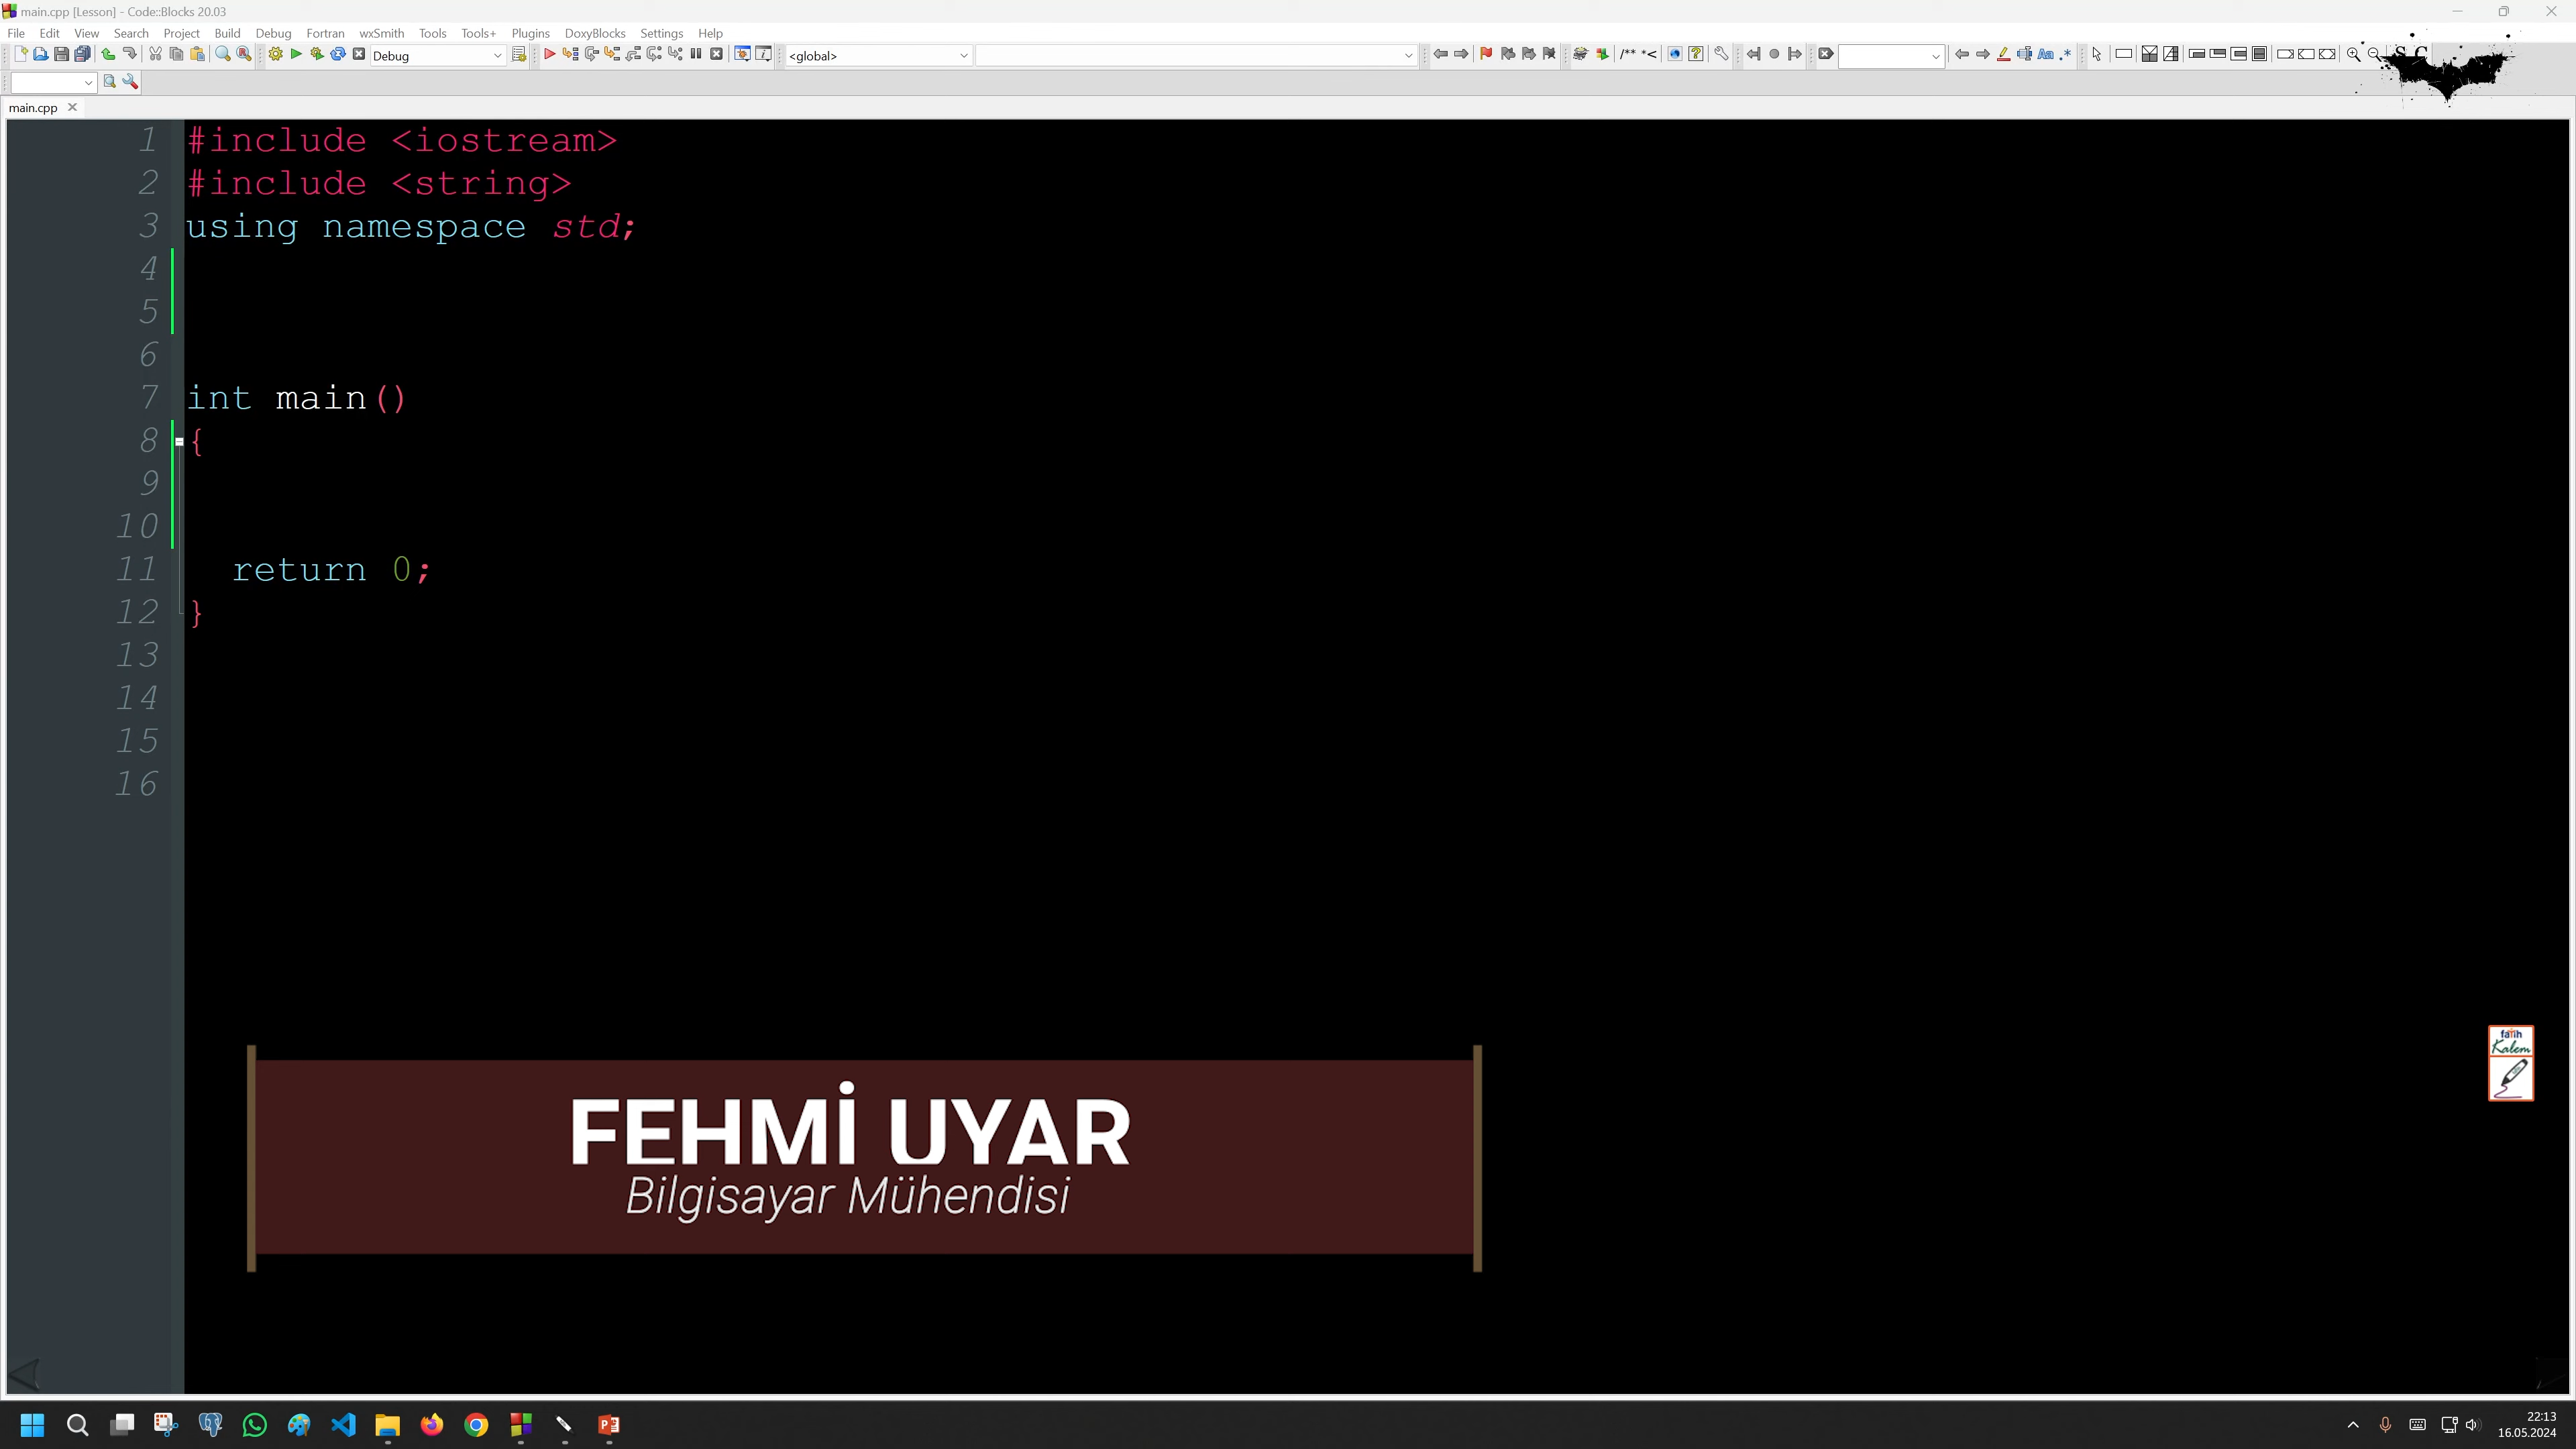 main.cpp [Lesson] - Code::Blocks 20.03
File Edit View Search Project Build Debug Fortran wxSmith Tools Tools+ Plugins DoxyBlocks Settings Help
Debug <global> /** *<
S C
main.cpp
1 #include <iostream>
2 #include <string>
3 using namespace std;
4
5
6
7 int main()
8 {
9
10
11 return 0;
12 }
13
14
15
16
fatih
Kalem
FEHMİ UYAR
Bilgisayar Mühendisi
22:13
16.05.2024